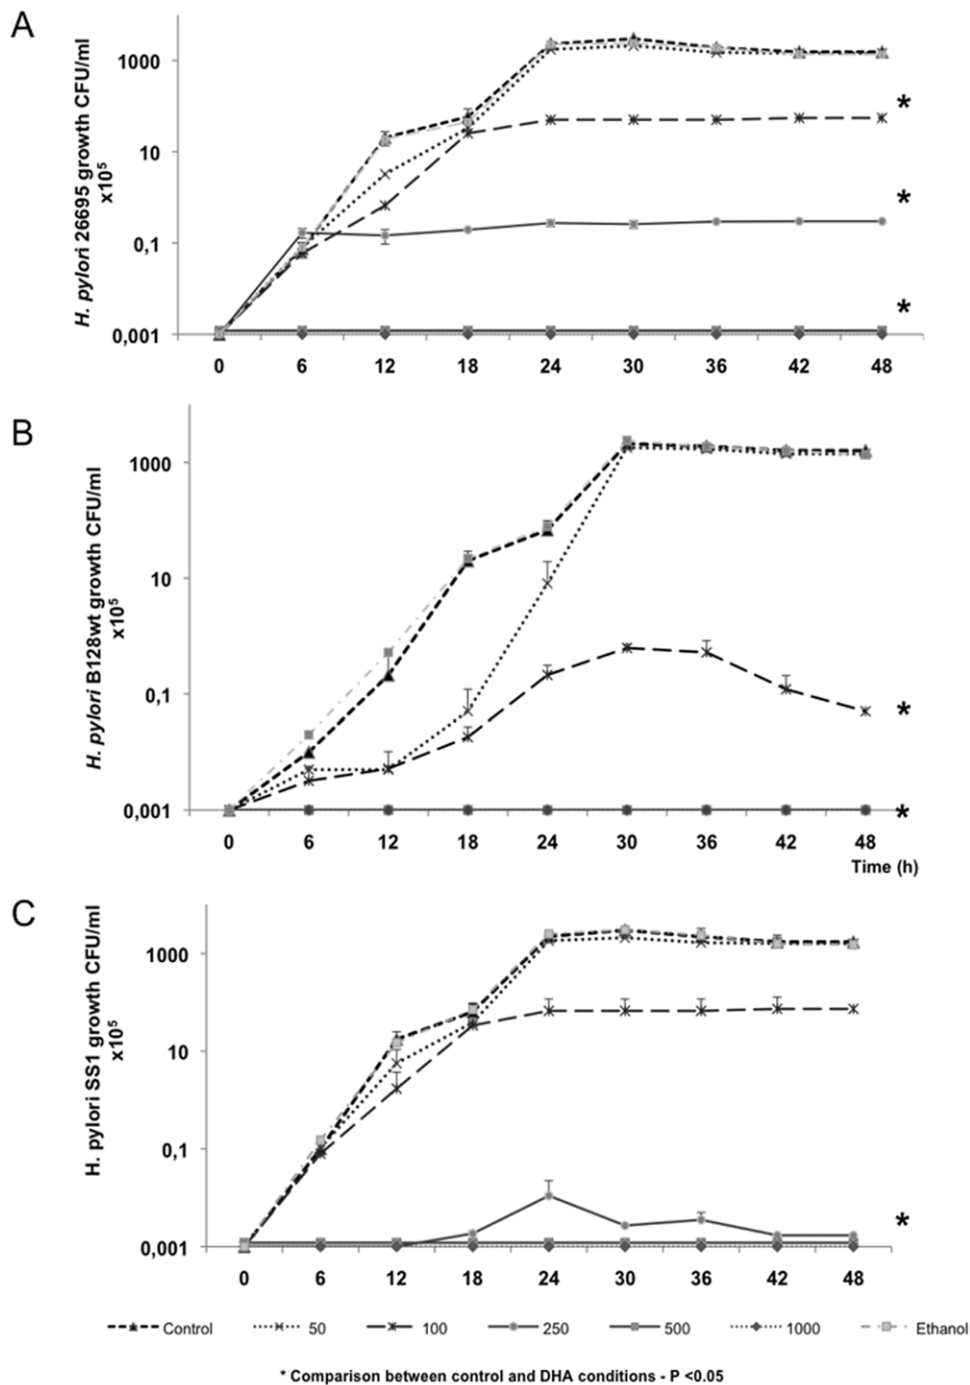 A
H. pylori 26695 growth CFU/ml
x10⁵
1000
10
0,1
0,001
*
*
*
0 6 12 18 24 30 36 42 48
B
H. pylori B128wt growth CFU/ml
x10⁵
1000
10
0,1
0,001
*
*
0 6 12 18 24 30 36 42 48
Time (h)
C
H. pylori SS1 growth CFU/ml
x10⁵
1000
10
0,1
0,001
*
0 6 12 18 24 30 36 42 48
Control 50 100 250 500 1000 Ethanol
* Comparison between control and DHA conditions - P <0.05